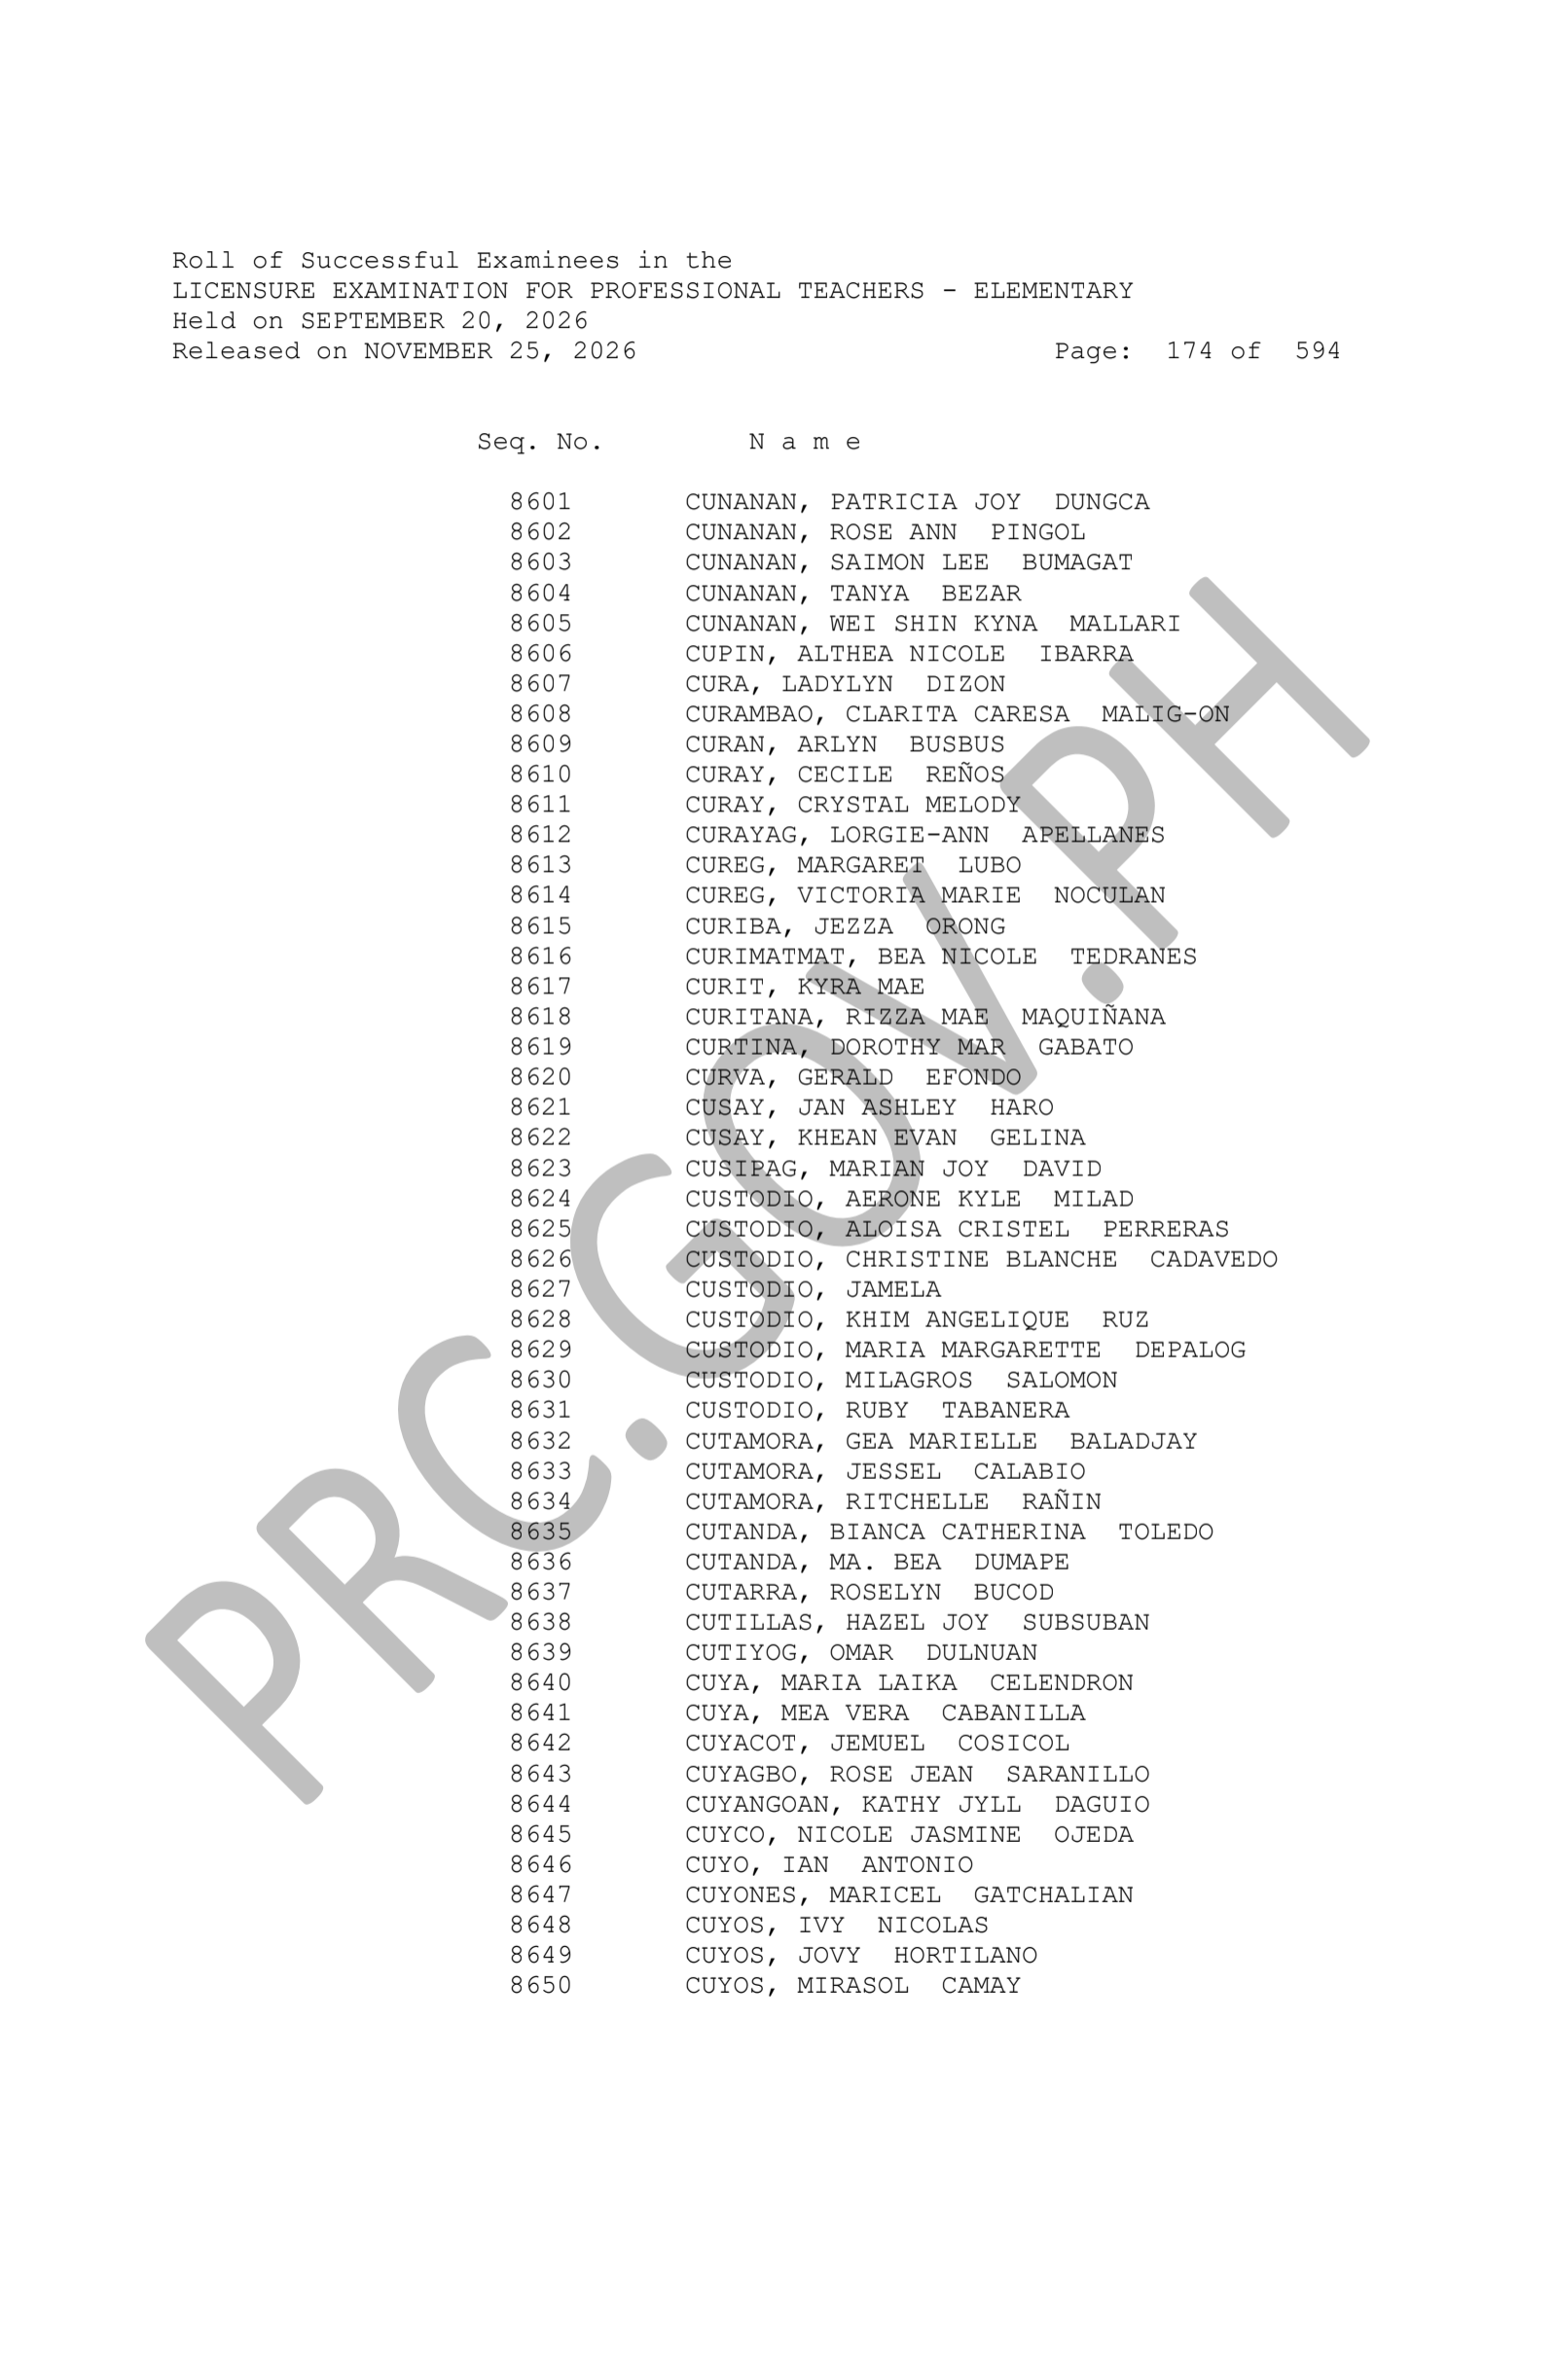 Roll of Successful Examinees in the
LICENSURE EXAMINATION FOR PROFESSIONAL TEACHERS - ELEMENTARY
Held on SEPTEMBER 20, 2026
Released on NOVEMBER 25, 2026 Page: 174 of 594
Seq. No. N a m e
8601 CUNANAN, PATRICIA JOY DUNGCA
8602 CUNANAN, ROSE ANN PINGOL
8603 CUNANAN, SAIMON LEE BUMAGAT
8604 CUNANAN, TANYA BEZAR
8605 CUNANAN, WEI SHIN KYNA MALLARI
8606 CUPIN, ALTHEA NICOLE IBARRA
8607 CURA, LADYLYN DIZON
8608 CURAMBAO, CLARITA CARESA MALIG-ON
8609 CURAN, ARLYN BUSBUS
8610 CURAY, CECILE REÑOS
8611 CURAY, CRYSTAL MELODY
8612 CURAYAG, LORGIE-ANN APELLANES
8613 CUREG, MARGARET LUBO
8614 CUREG, VICTORIA MARIE NOCULAN
8615 CURIBA, JEZZA ORONG
8616 CURIMATMAT, BEA NICOLE TEDRANES
8617 CURIT, KYRA MAE
8618 CURITANA, RIZZA MAE MAQUIÑANA
8619 CURTINA, DOROTHY MAR GABATO
8620 CURVA, GERALD EFONDO
8621 CUSAY, JAN ASHLEY HARO
8622 CUSAY, KHEAN EVAN GELINA
8623 CUSIPAG, MARIAN JOY DAVID
8624 CUSTODIO, AERONE KYLE MILAD
8625 CUSTODIO, ALOISA CRISTEL PERRERAS
8626 CUSTODIO, CHRISTINE BLANCHE CADAVEDO
8627 CUSTODIO, JAMELA
8628 CUSTODIO, KHIM ANGELIQUE RUZ
8629 CUSTODIO, MARIA MARGARETTE DEPALOG
8630 CUSTODIO, MILAGROS SALOMON
8631 CUSTODIO, RUBY TABANERA
8632 CUTAMORA, GEA MARIELLE BALADJAY
8633 CUTAMORA, JESSEL CALABIO
8634 CUTAMORA, RITCHELLE RAÑIN
8635 CUTANDA, BIANCA CATHERINA TOLEDO
8636 CUTANDA, MA. BEA DUMAPE
8637 CUTARRA, ROSELYN BUCOD
8638 CUTILLAS, HAZEL JOY SUBSUBAN
8639 CUTIYOG, OMAR DULNUAN
8640 CUYA, MARIA LAIKA CELENDRON
8641 CUYA, MEA VERA CABANILLA
8642 CUYACOT, JEMUEL COSICOL
8643 CUYAGBO, ROSE JEAN SARANILLO
8644 CUYANGOAN, KATHY JYLL DAGUIO
8645 CUYCO, NICOLE JASMINE OJEDA
8646 CUYO, IAN ANTONIO
8647 CUYONES, MARICEL GATCHALIAN
8648 CUYOS, IVY NICOLAS
8649 CUYOS, JOVY HORTILANO
8650 CUYOS, MIRASOL CAMAY
PRC.GOV.PH